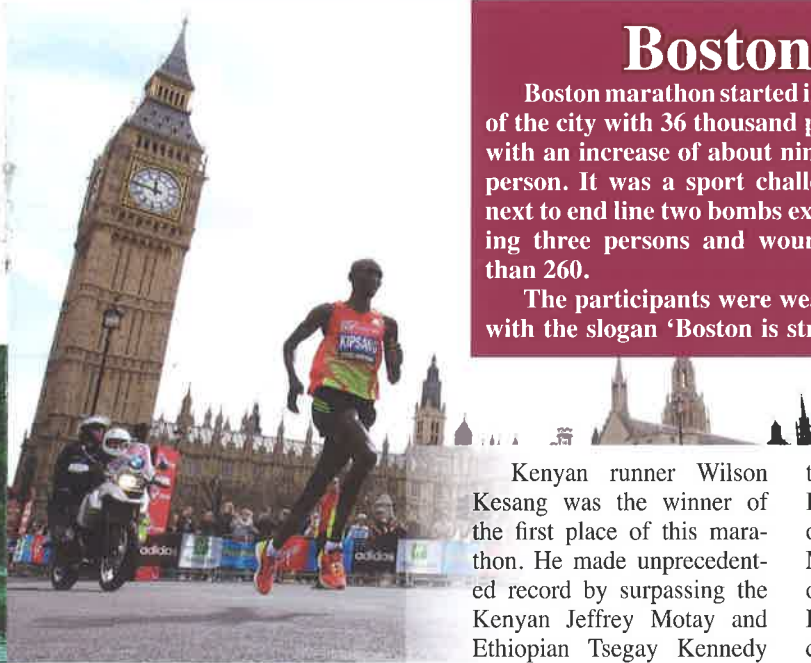 Boston
Boston marathon started i
of the city with 36 thousand p
with an increase of about nin
person. It was a sport chall
next to end line two bombs ex
ing three persons and wour
than 260.
The participants were we
with the slogan ‘Boston is str
KIPSANG
adidas
adidas
Kenyan runner Wilson
Kesang was the winner of
the first place of this mara-
thon. He made unprecedent-
ed record by surpassing the
Kenyan Jeffrey Motay and
Ethiopian Tsegay Kennedy